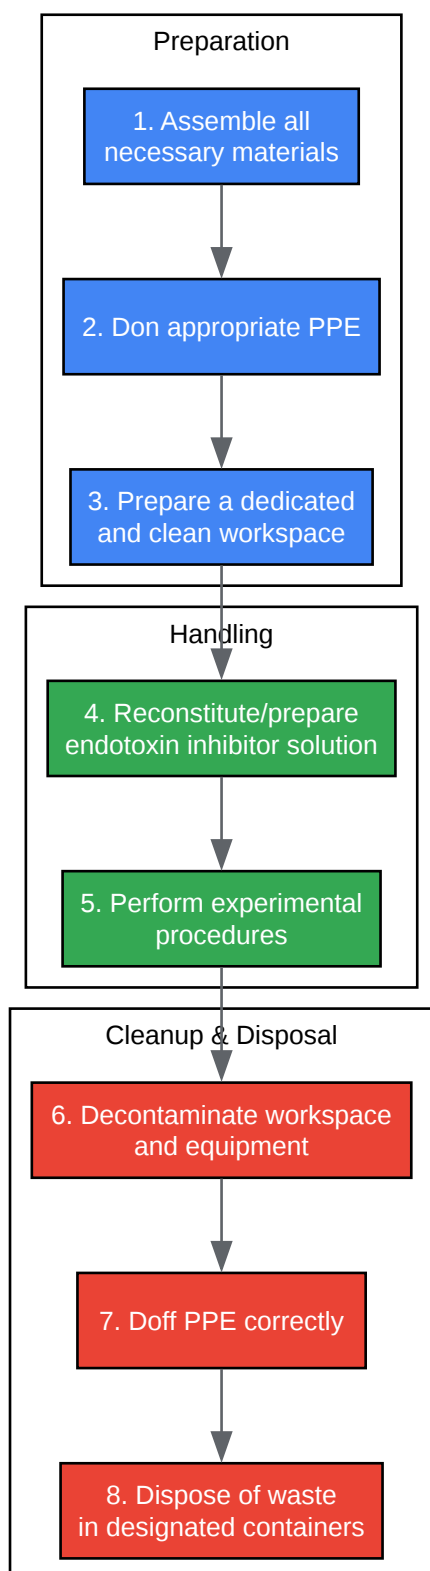 Preparation
1. Assemble all
necessary materials
2. Don appropriate PPE
3. Prepare a dedicated
and clean workspace
Handling
4. Reconstitute/prepare
endotoxin inhibitor solution
5. Perform experimental
procedures
Cleanup & Disposal
6. Decontaminate workspace
and equipment
7. Doff PPE correctly
8. Dispose of waste
in designated containers